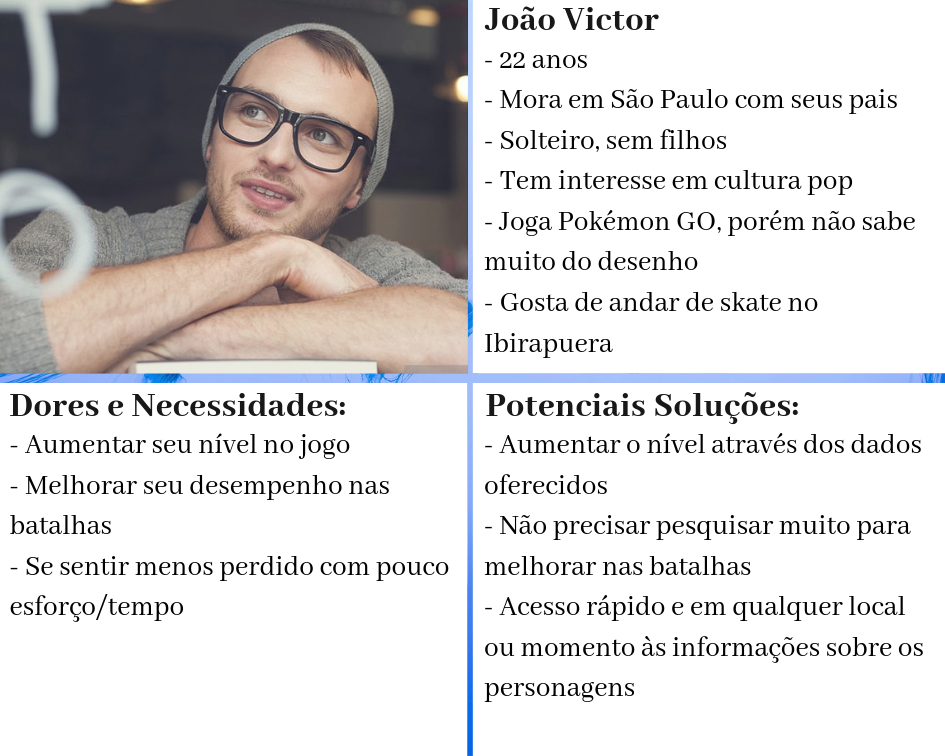 João Victor
- 22 anos
- Mora em São Paulo com seus pais
- Solteiro, sem filhos
- Tem interesse em cultura pop
- Joga Pokémon GO, porém não sabe
muito do desenho
- Gosta de andar de skate no
Ibirapuera
Dores e Necessidades:
- Aumentar seu nível no jogo
- Melhorar seu desempenho nas
batalhas
- Se sentir menos perdido com pouco
esforço/tempo
Potenciais Soluções:
- Aumentar o nível através dos dados
oferecidos
- Não precisar pesquisar muito para
melhorar nas batalhas
- Acesso rápido e em qualquer local
ou momento às informações sobre os
personagens